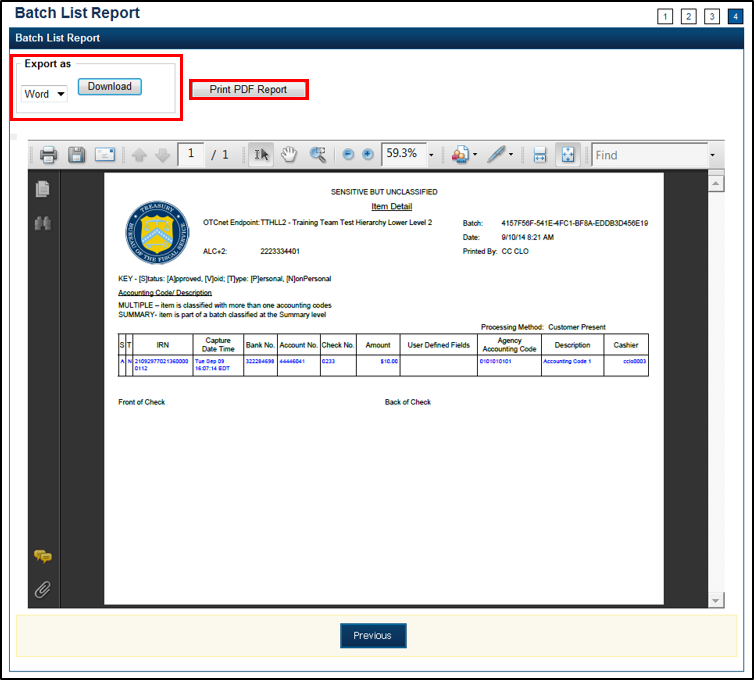 Batch List Report
1 2 3 4
Batch List Report
Export as
Word Download
Print PDF Report
1 / 1 59.3% Find
SENSITIVE BUT UNCLASSIFIED
Item Detail
TREASURY
BUREAU OF THE FISCAL SERVICE
OTCnet Endpoint: TTHLL2 - Training Team Test Hierarchy Lower Level 2
Batch: 4157F56F-541E-4FC1-BF8A-EDDB3D456E19
Date: 9/10/14 8:21 AM
ALC+2: 2223334401
Printed By: CC CLO
KEY - [S]tatus: [A]pproved, [V]oid; [T]ype: [P]ersonal, [N]onPersonal
Accounting Code/ Description
MULTIPLE – item is classified with more than one accounting codes
SUMMARY- item is part of a batch classified at the Summary level
Processing Method: Customer Present
S T IRN Capture Date Time Bank No. Account No. Check No. Amount User Defined Fields Agency Accounting Code Description Cashier
A N 21092977021360000 Tue Sep 09 322284698 44446041 0233 $10.00 0101010101 Accounting Code 1 cclo0003
0112 16:07:14 EDT
Front of Check Back of Check
Previous